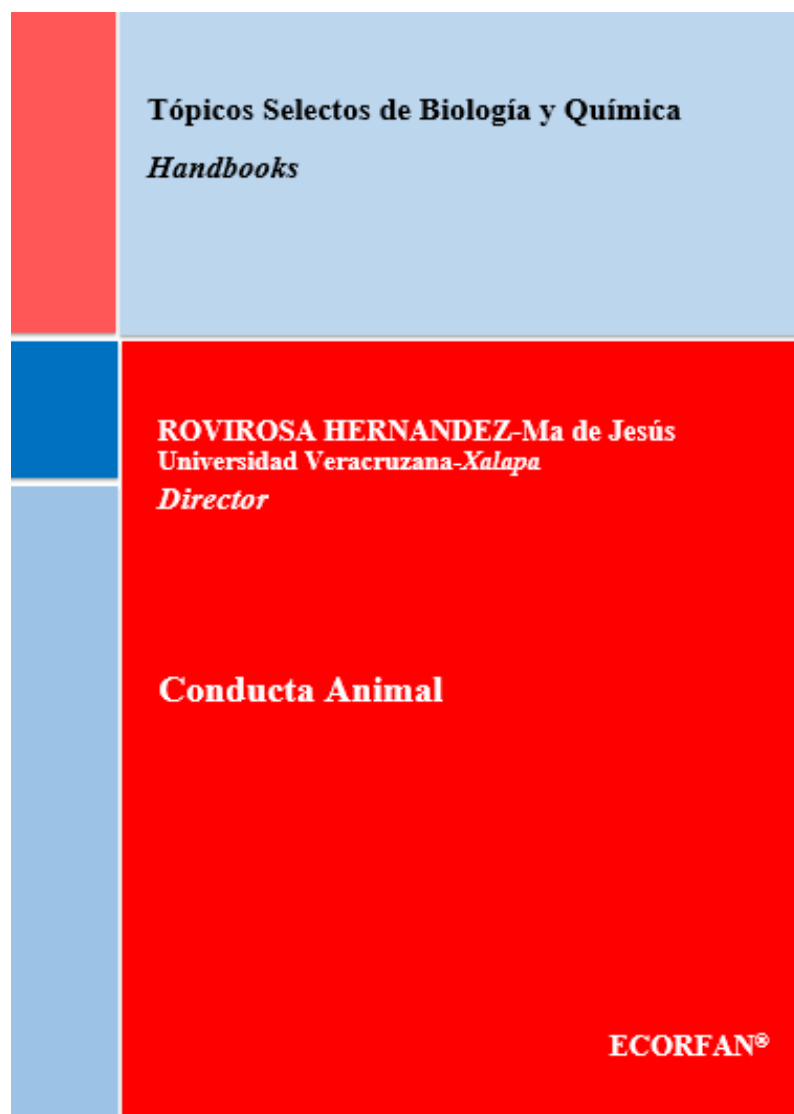 Tópicos Selectos de Biología y Química
Handbooks
ROVIROSA HERNANDEZ-Ma de Jesús
Universidad Veracruzana-Xalapa
Director
Conducta Animal
ECORFAN®